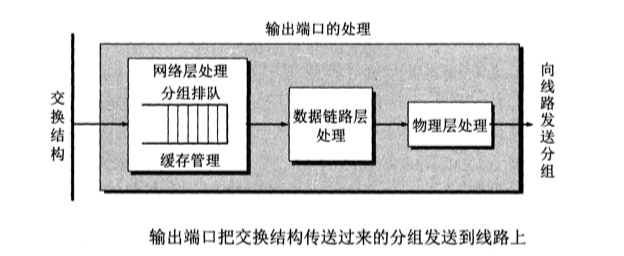 输出端口的处理
交换结构
网络层处理
分组排队
缓存管理
数据链路层
处理
物理层处理
向线路发送分组
输出端口把交换结构传送过来的分组发送到线路上